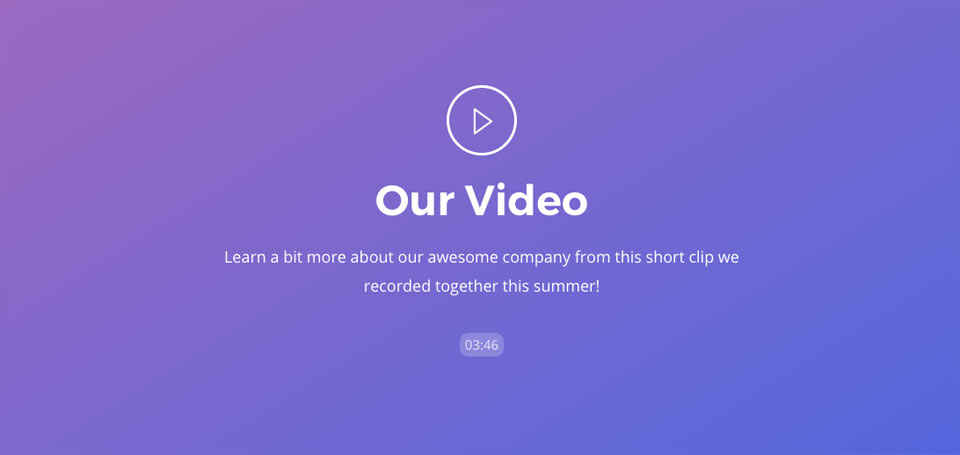 Our Video
Learn a bit more about our awesome company from this short clip we
recorded together this summer!
03:46